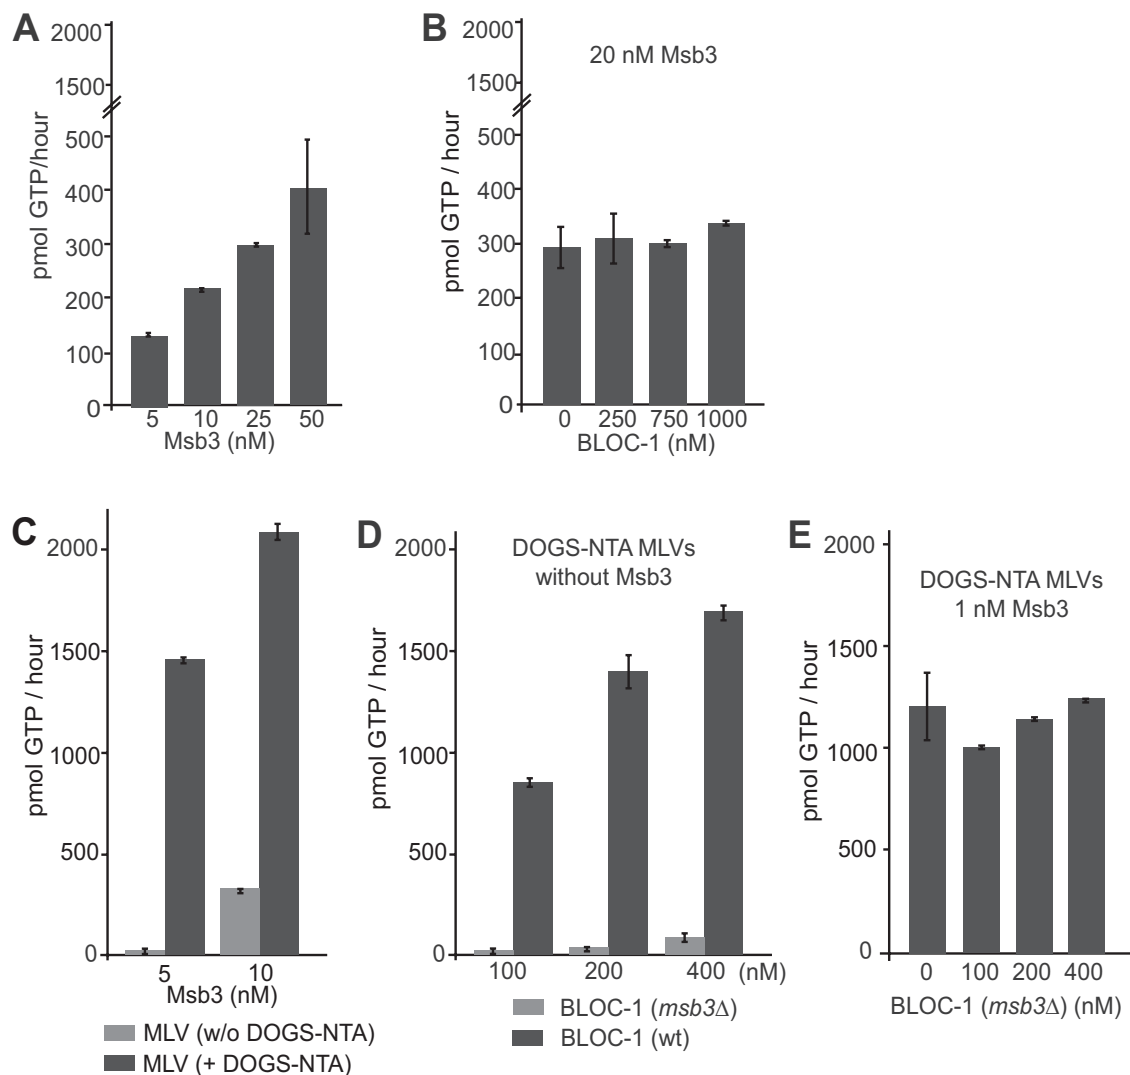 A
2000
1500
500
400
300
200
100
0
pmol GTP/hour
5 10 25 50
Msb3 (nM)
B
20 nM Msb3
2000
1500
500
400
300
200
100
0
pmol GTP / hour
0 250 750 1000
BLOC-1 (nM)
C
2000
1500
1000
500
0
pmol GTP / hour
5 10
Msb3 (nM)
MLV (w/o DOGS-NTA)
MLV (+ DOGS-NTA)
D
DOGS-NTA MLVs
without Msb3
2000
1500
1000
500
0
pmol GTP / hour
100 200 400 (nM)
BLOC-1 (msb3Δ)
BLOC-1 (wt)
E
DOGS-NTA MLVs
1 nM Msb3
2000
1500
1000
500
0
pmol GTP / hour
0 100 200 400
BLOC-1 (msb3Δ) (nM)